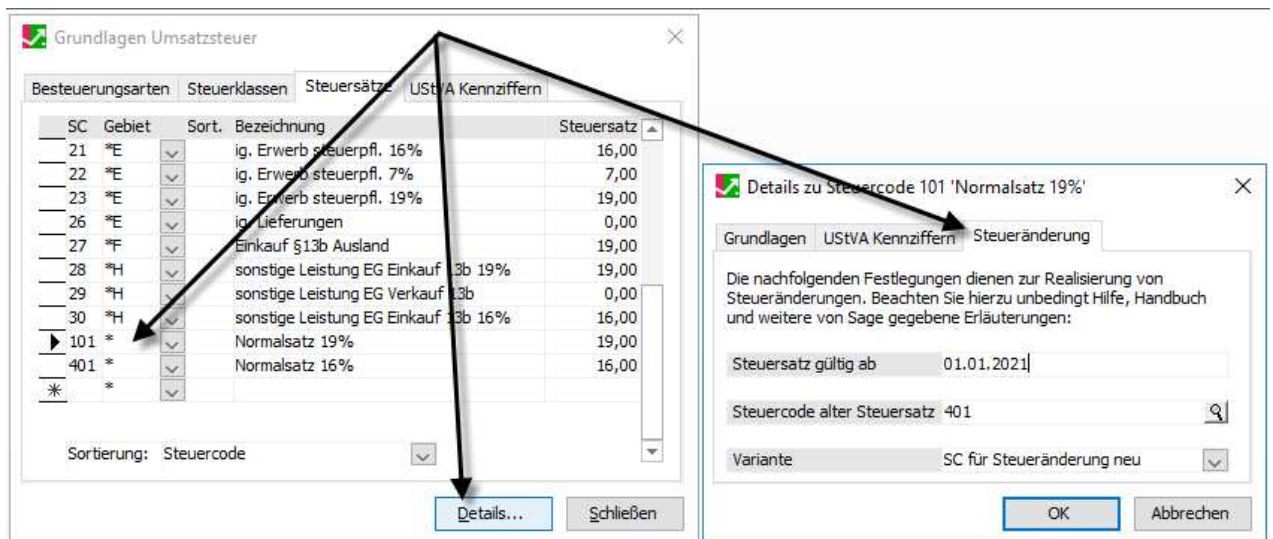 Grundlagen Umsatzsteuer
Besteuerungsarten Steuerklassen Steuersätze UStVA Kennziffern
SC Gebiet Sort. Bezeichnung Steuersatz
21 *E ig. Erwerb steuerpfl. 16% 16,00
22 *E ig. Erwerb steuerpfl. 7% 7,00
23 *E ig. Erwerb steuerpfl. 19% 19,00
26 *E ig. Lieferungen 0,00
27 *F Einkauf §13b Ausland 19,00
28 *H sonstige Leistung EG Einkauf 13b 19% 19,00
29 *H sonstige Leistung EG Verkauf 13b 0,00
30 *H sonstige Leistung EG Einkauf 13b 16% 16,00
101 * Normalsatz 19% 19,00
401 * Normalsatz 16% 16,00
*
Sortierung: Steuercode
Details... Schließen
Details zu Steuercode 101 'Normalsatz 19%'
Grundlagen UStVA Kennziffern Steueränderung
Die nachfolgenden Festlegungen dienen zur Realisierung von
Steueränderungen. Beachten Sie hierzu unbedingt Hilfe, Handbuch
und weitere von Sage gegebene Erläuterungen:
Steuersatz gültig ab 01.01.2021
Steuercode alter Steuersatz 401
Variante SC für Steueränderung neu
OK Abbrechen